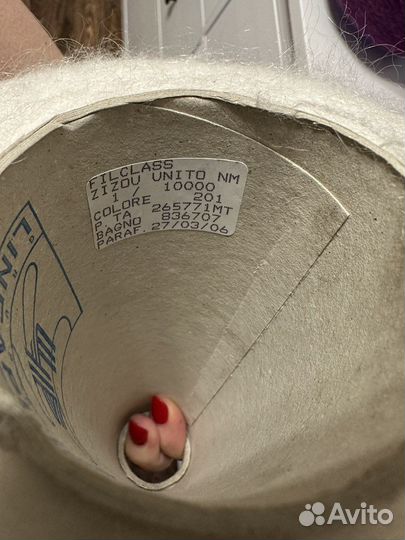 FILCLASS
ZIZOU UNITO NM
1 / 10000
COLORE 201
P.TA 265771MT
BAGNO 836707
PARAF. 27/03/06
Avito